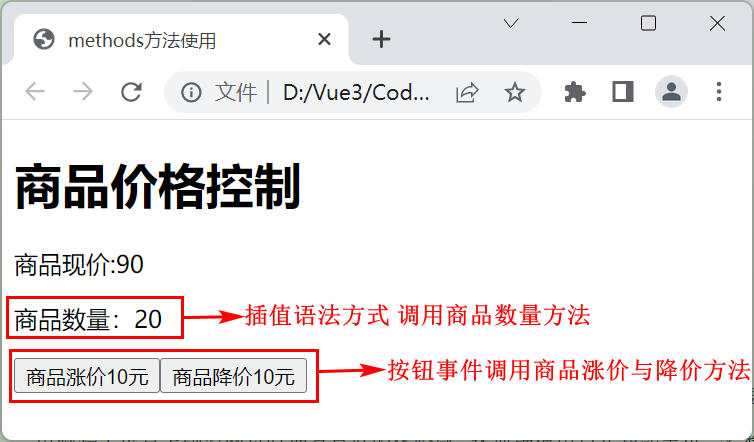 methods方法使用
文件 D:/Vue3/Cod...
商品价格控制
商品现价:90
商品数量：20
插值语法方式 调用商品数量方法
商品涨价10元 商品降价10元
按钮事件调用商品涨价与降价方法